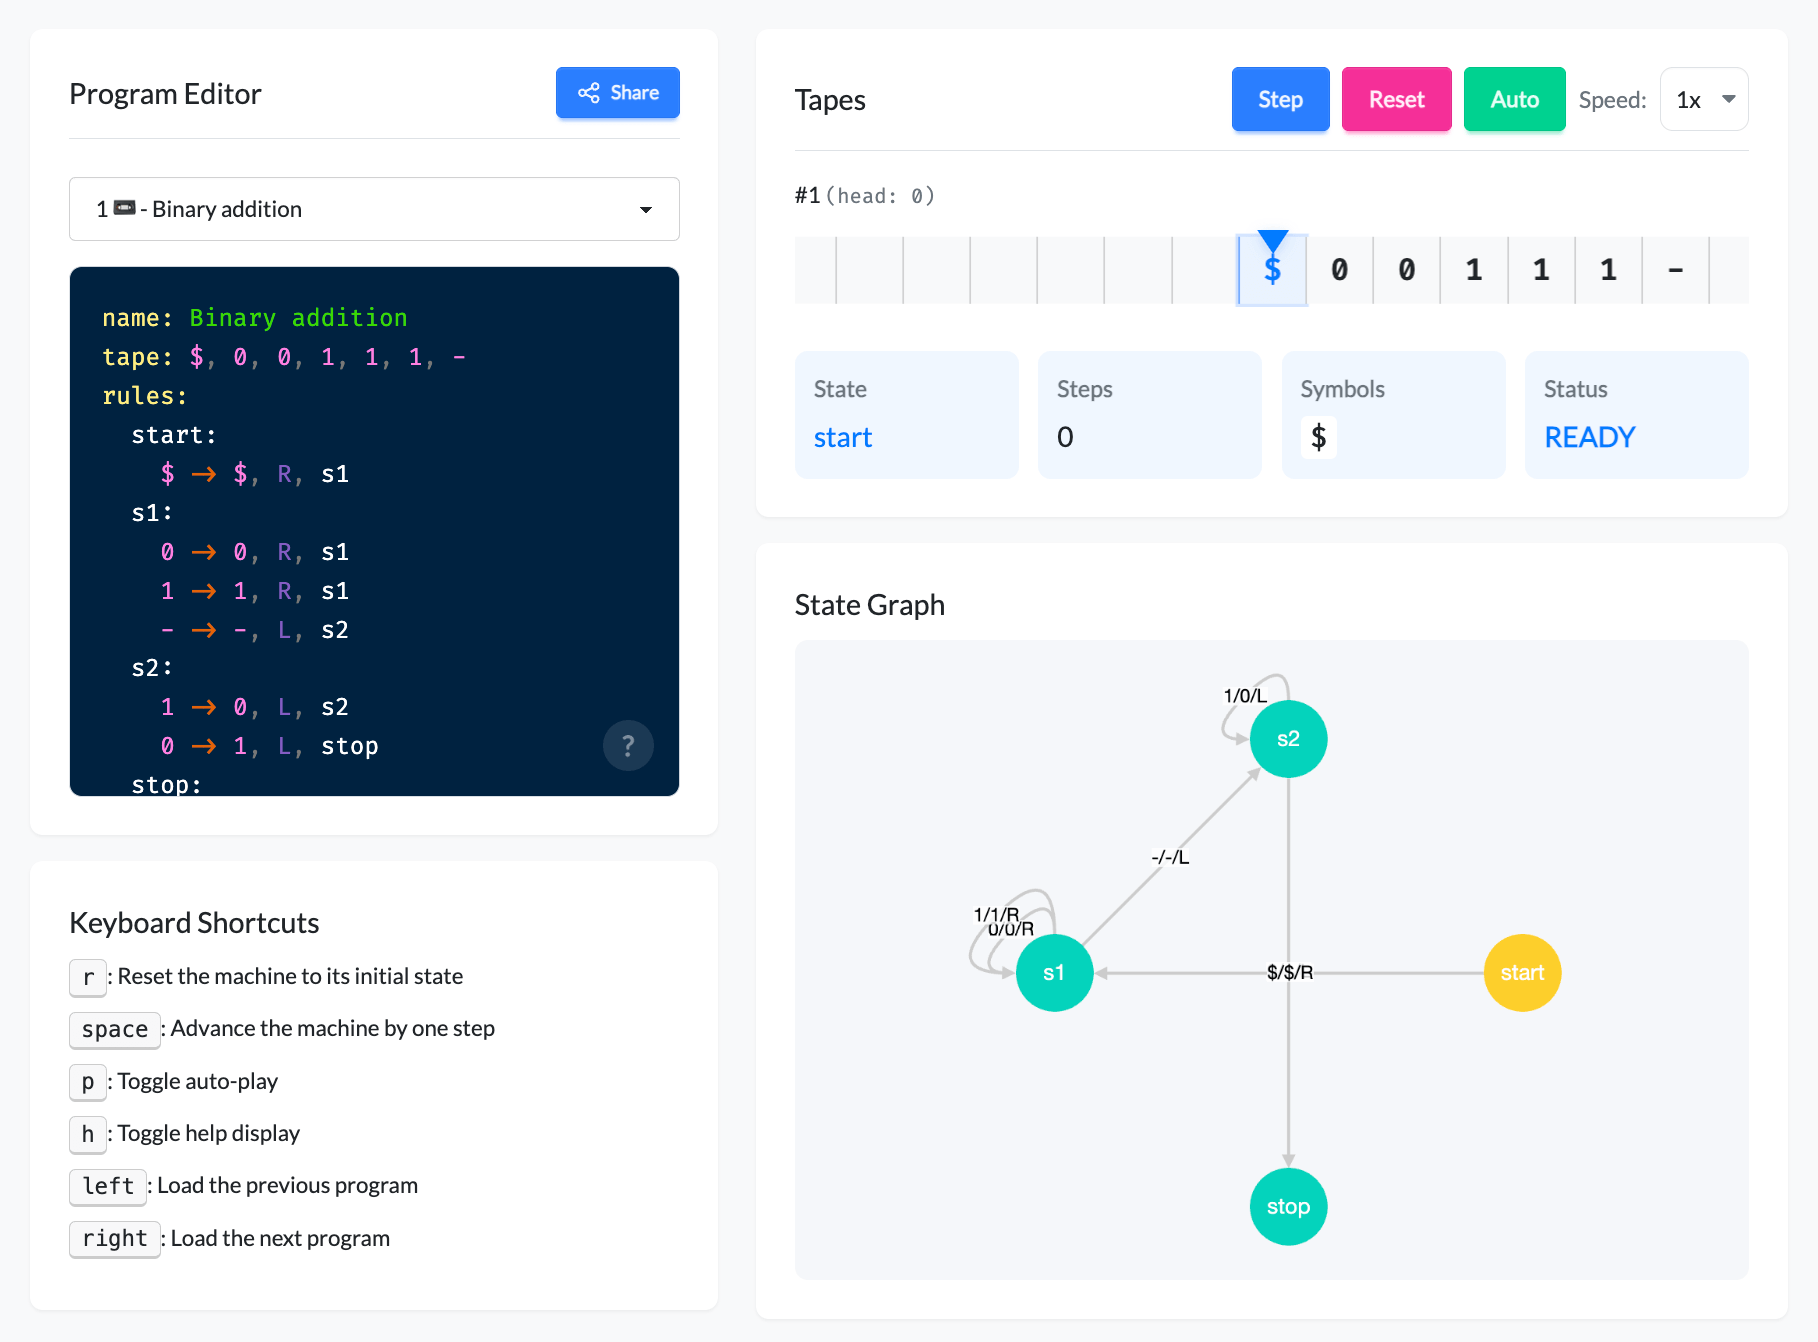 Program Editor
Share
1 - Binary addition
name: Binary addition
tape: $, 0, 0, 1, 1, 1, -
rules:
start:
$ → $, R, s1
s1:
0 → 0, R, s1
1 → 1, R, s1
- → -, L, s2
s2:
1 → 0, L, s2
0 → 1, L, stop
stop:
?
Keyboard Shortcuts
r : Reset the machine to its initial state
space : Advance the machine by one step
p : Toggle auto-play
h : Toggle help display
left : Load the previous program
right : Load the next program
Tapes
Step Reset Auto Speed: 1x
#1 (head: 0)
$ 0 0 1 1 1 -
State
start
Steps
0
Symbols
$
Status
READY
State Graph
1/0/L
s2
-/-/L
1/1/R
0/0/R
s1
$/$/R
start
stop